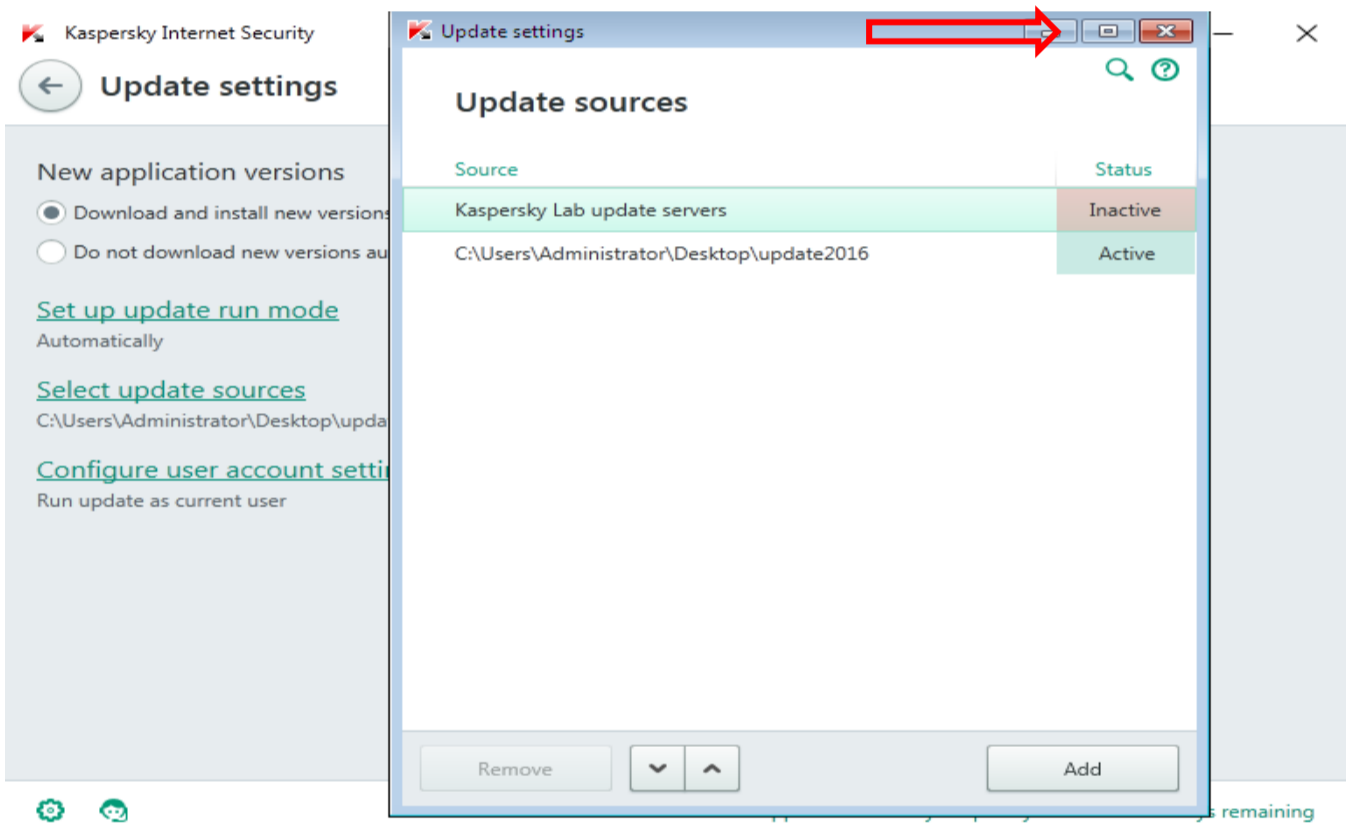 Kaspersky Internet Security
Update settings
New application versions
Download and install new versions
Do not download new versions au
Set up update run mode
Automatically
Select update sources
C:\Users\Administrator\Desktop\upda
Configure user account settin
Run update as current user
Update settings
Update sources
Source Status
Kaspersky Lab update servers Inactive
C:\Users\Administrator\Desktop\update2016 Active
Remove Add
remaining